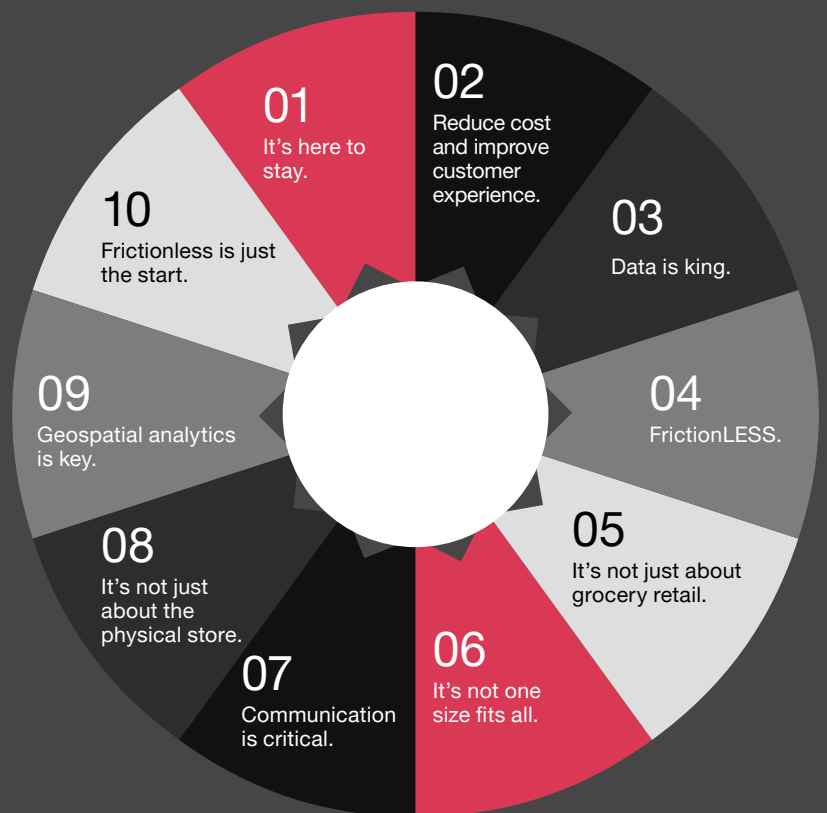 01
It’s here to
stay.
02
Reduce cost
and improve
customer
experience.
03
Data is king.
04
FrictionLESS.
05
It’s not just about
grocery retail.
06
It’s not one
size fits all.
07
Communication
is critical.
08
It’s not just
about the
physical store.
09
Geospatial analytics
is key.
10
Frictionless is just
the start.